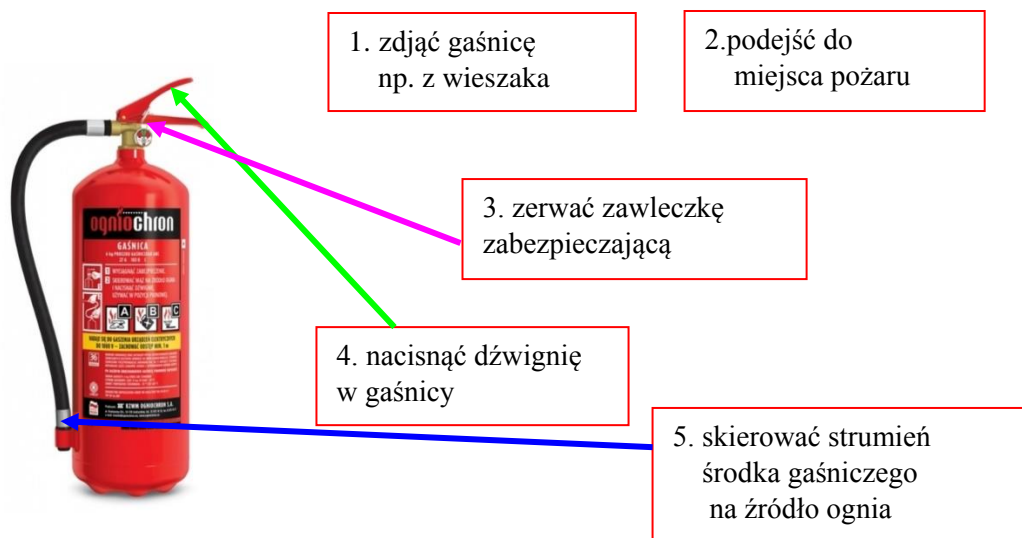 1. zdjąć gaśnicę
np. z wieszaka
2.podejść do
miejsca pożaru
3. zerwać zawleczkę
zabezpieczającą
4. nacisnąć dźwignię
w gaśnicy
5. skierować strumień
środka gaśniczego
na źródło ognia
ogniochron
GAŚNICA
A B C